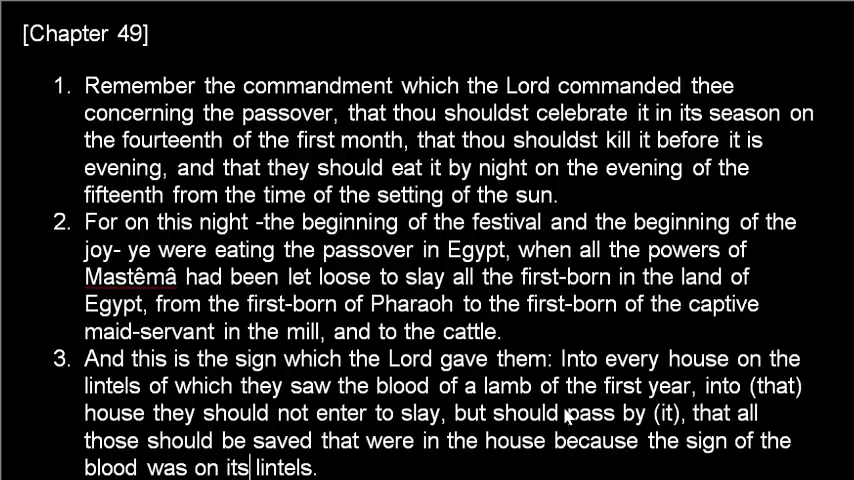 [Chapter 49]
1. Remember the commandment which the Lord commanded thee
concerning the passover, that thou shouldst celebrate it in its season on
the fourteenth of the first month, that thou shouldst kill it before it is
evening, and that they should eat it by night on the evening of the
fifteenth from the time of the setting of the sun.
2. For on this night -the beginning of the festival and the beginning of the
joy- ye were eating the passover in Egypt, when all the powers of
Mastêmâ had been let loose to slay all the first-born in the land of
Egypt, from the first-born of Pharaoh to the first-born of the captive
maid-servant in the mill, and to the cattle.
3. And this is the sign which the Lord gave them: Into every house on the
lintels of which they saw the blood of a lamb of the first year, into (that)
house they should not enter to slay, but should pass by (it), that all
those should be saved that were in the house because the sign of the
blood was on its lintels.